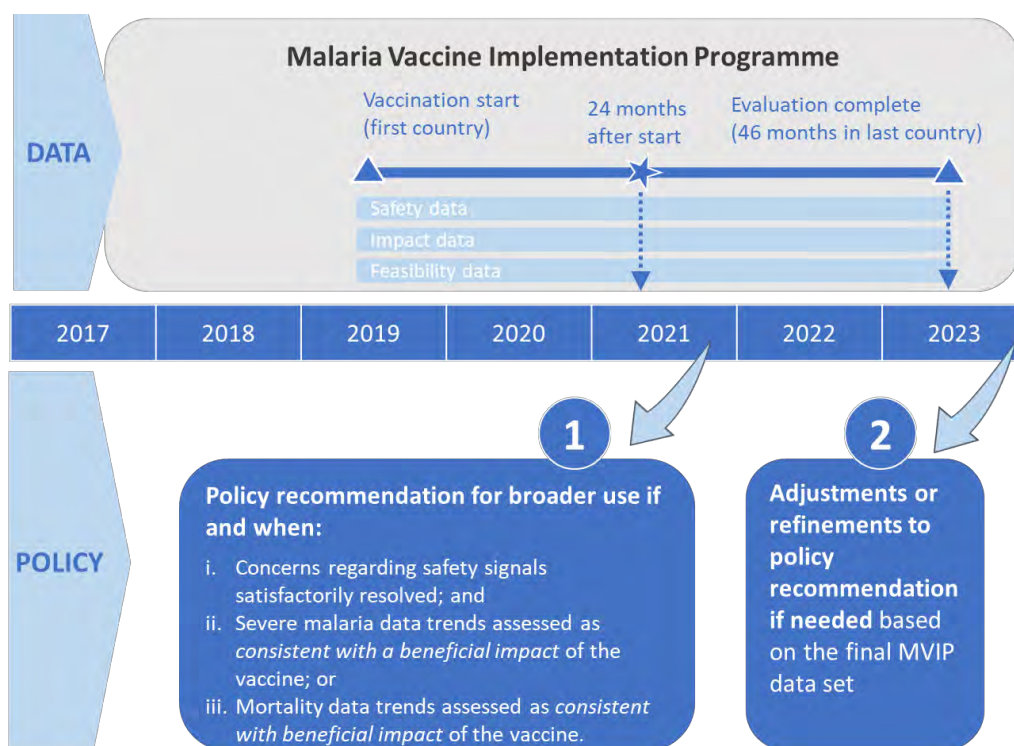 Malaria Vaccine Implementation Programme
Vaccination start
(first country)
24 months
after start
Evaluation complete
(46 months in last country)
DATA
Safety data
Impact data
Feasibility data
2017 2018 2019 2020 2021 2022 2023
POLICY
1
Policy recommendation for broader use if
and when:
i. Concerns regarding safety signals
satisfactorily resolved; and
ii. Severe malaria data trends assessed as
consistent with a beneficial impact of the
vaccine; or
iii. Mortality data trends assessed as consistent
with beneficial impact of the vaccine.
2
Adjustments or
refinements to
policy
recommendation
if needed based
on the final MVIP
data set